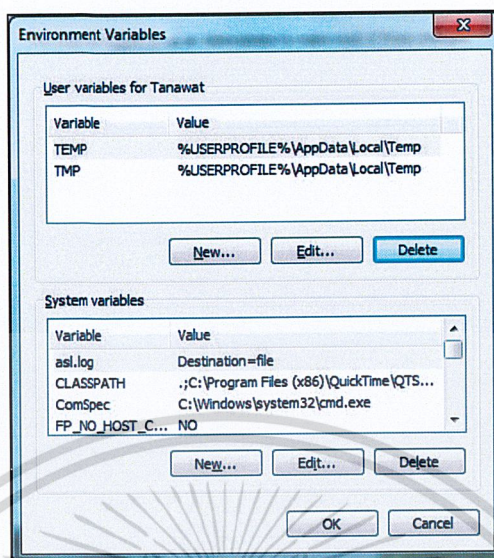 Environment Variables
User variables for Tanawat
Variable Value
TEMP %USERPROFILE%\AppData\Local\Temp
TMP %USERPROFILE%\AppData\Local\Temp
New... Edit... Delete
System variables
Variable Value
asl.log Destination=file
CLASSPATH .;C:\Program Files (x86)\QuickTime\QTS...
ComSpec C:\Windows\system32\cmd.exe
FP_NO_HOST_C... NO
New... Edit... Delete
OK Cancel